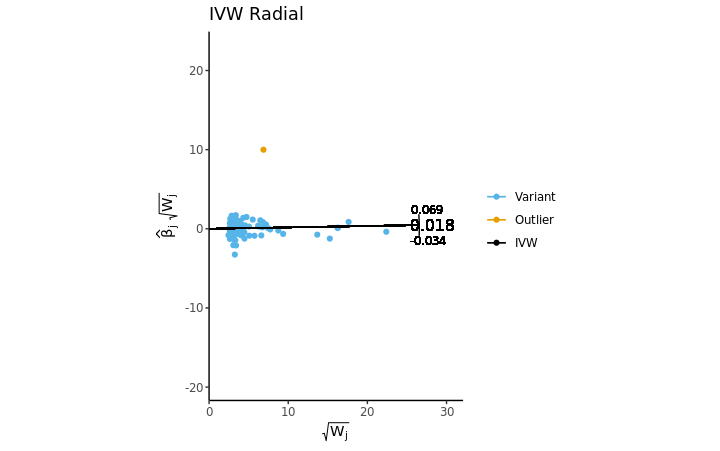 IVW Radial
20
10
0
-10
-20
β̂j √Wj
0.069
0.018
-0.034
Variant
Outlier
IVW
0 10 20 30
√Wj